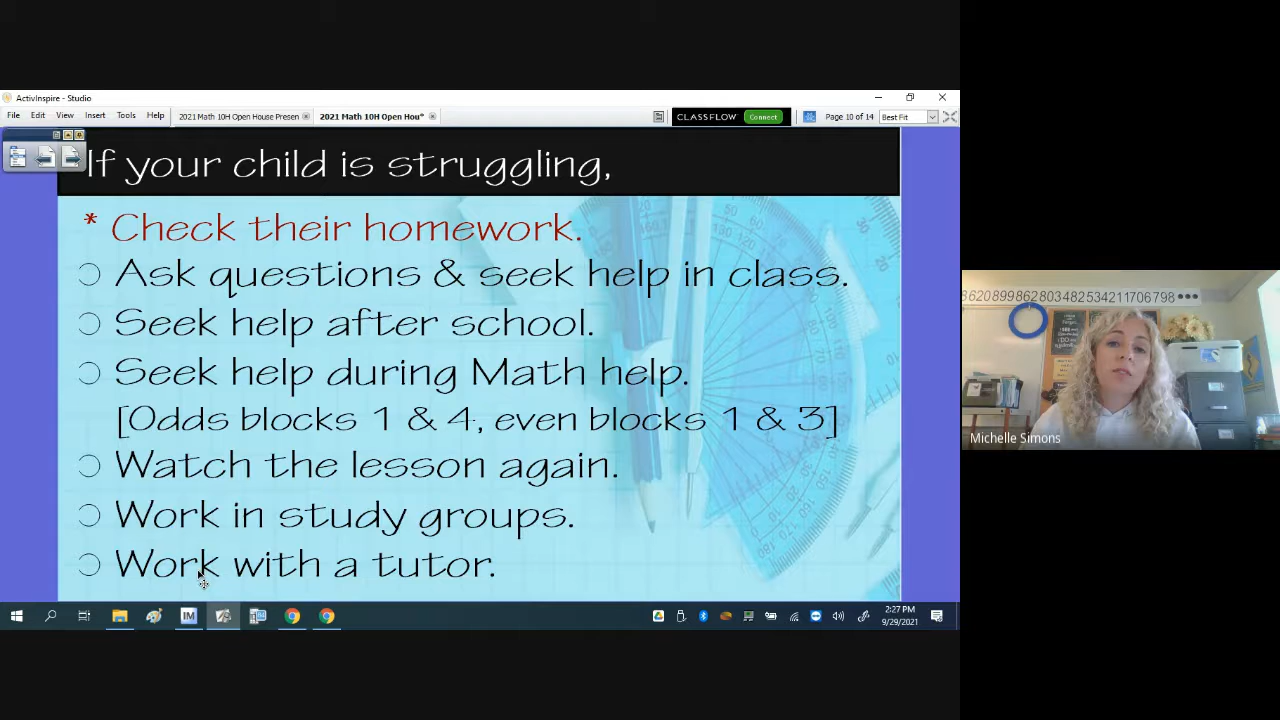 ActivInspire - Studio
File Edit View Insert Tools Help
2021 Math 10H Open House Presen
2021 Math 10H Open Hou*
CLASSFLOW Connect
Page 10 of 14
Best Fit
If your child is struggling,
* Check their homework.
Ask questions & seek help in class.
Seek help after school.
Seek help during Math help.
[Odds blocks 1 & 4, even blocks 1 & 3]
Watch the lesson again.
Work in study groups.
Work with a tutor.
IM
2:27 PM
9/29/2021
Michelle Simons